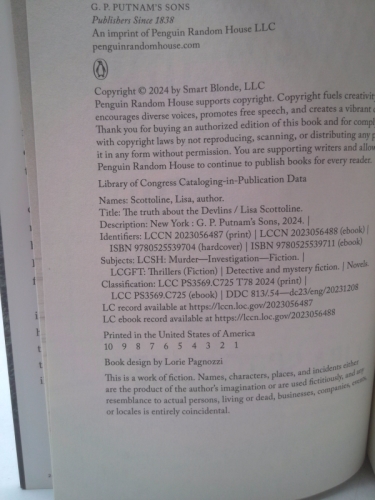 G. P. PUTNAM'S SONS
Publishers Since 1838
An imprint of Penguin Random House LLC
penguinrandomhouse.com
Copyright © 2024 by Smart Blonde, LLC
Penguin Random House supports copyright. Copyright fuels creativi
encourages diverse voices, promotes free speech, and creates a vibrant
Thank you for buying an authorized edition of this book and for comp
with copyright laws by not reproducing, scanning, or distributing any p
it in any form without permission. You are supporting writers and allow
Penguin Random House to continue to publish books for every reader.
Library of Congress Cataloging-in-Publication Data
Names: Scottoline, Lisa, author.
Title: The truth about the Devlins / Lisa Scottoline.
Description: New York : G. P. Putnam's Sons, 2024. |
Identifiers: LCCN 2023056487 (print) | LCCN 2023056488 (ebook) |
ISBN 9780525539704 (hardcover) | ISBN 9780525539711 (ebook)
Subjects: LCSH: Murder—Investigation—Fiction. |
LCGFT: Thrillers (Fiction) | Detective and mystery fiction. | Novels.
Classification: LCC PS3569.C725 T78 2024 (print) |
LCC PS3569.C725 (ebook) | DDC 813/.54—dc23/eng/20231208
LC record available at https://lccn.loc.gov/2023056487
LC ebook record available at https://lccn.loc.gov/2023056488
Printed in the United States of America
10 9 8 7 6 5 4 3 2 1
Book design by Lorie Pagnozzi
This is a work of fiction. Names, characters, places, and incidents either
are the product of the author's imagination or are used fictitiously, and any
resemblance to actual persons, living or dead, businesses, companies, events,
or locales is entirely coincidental.